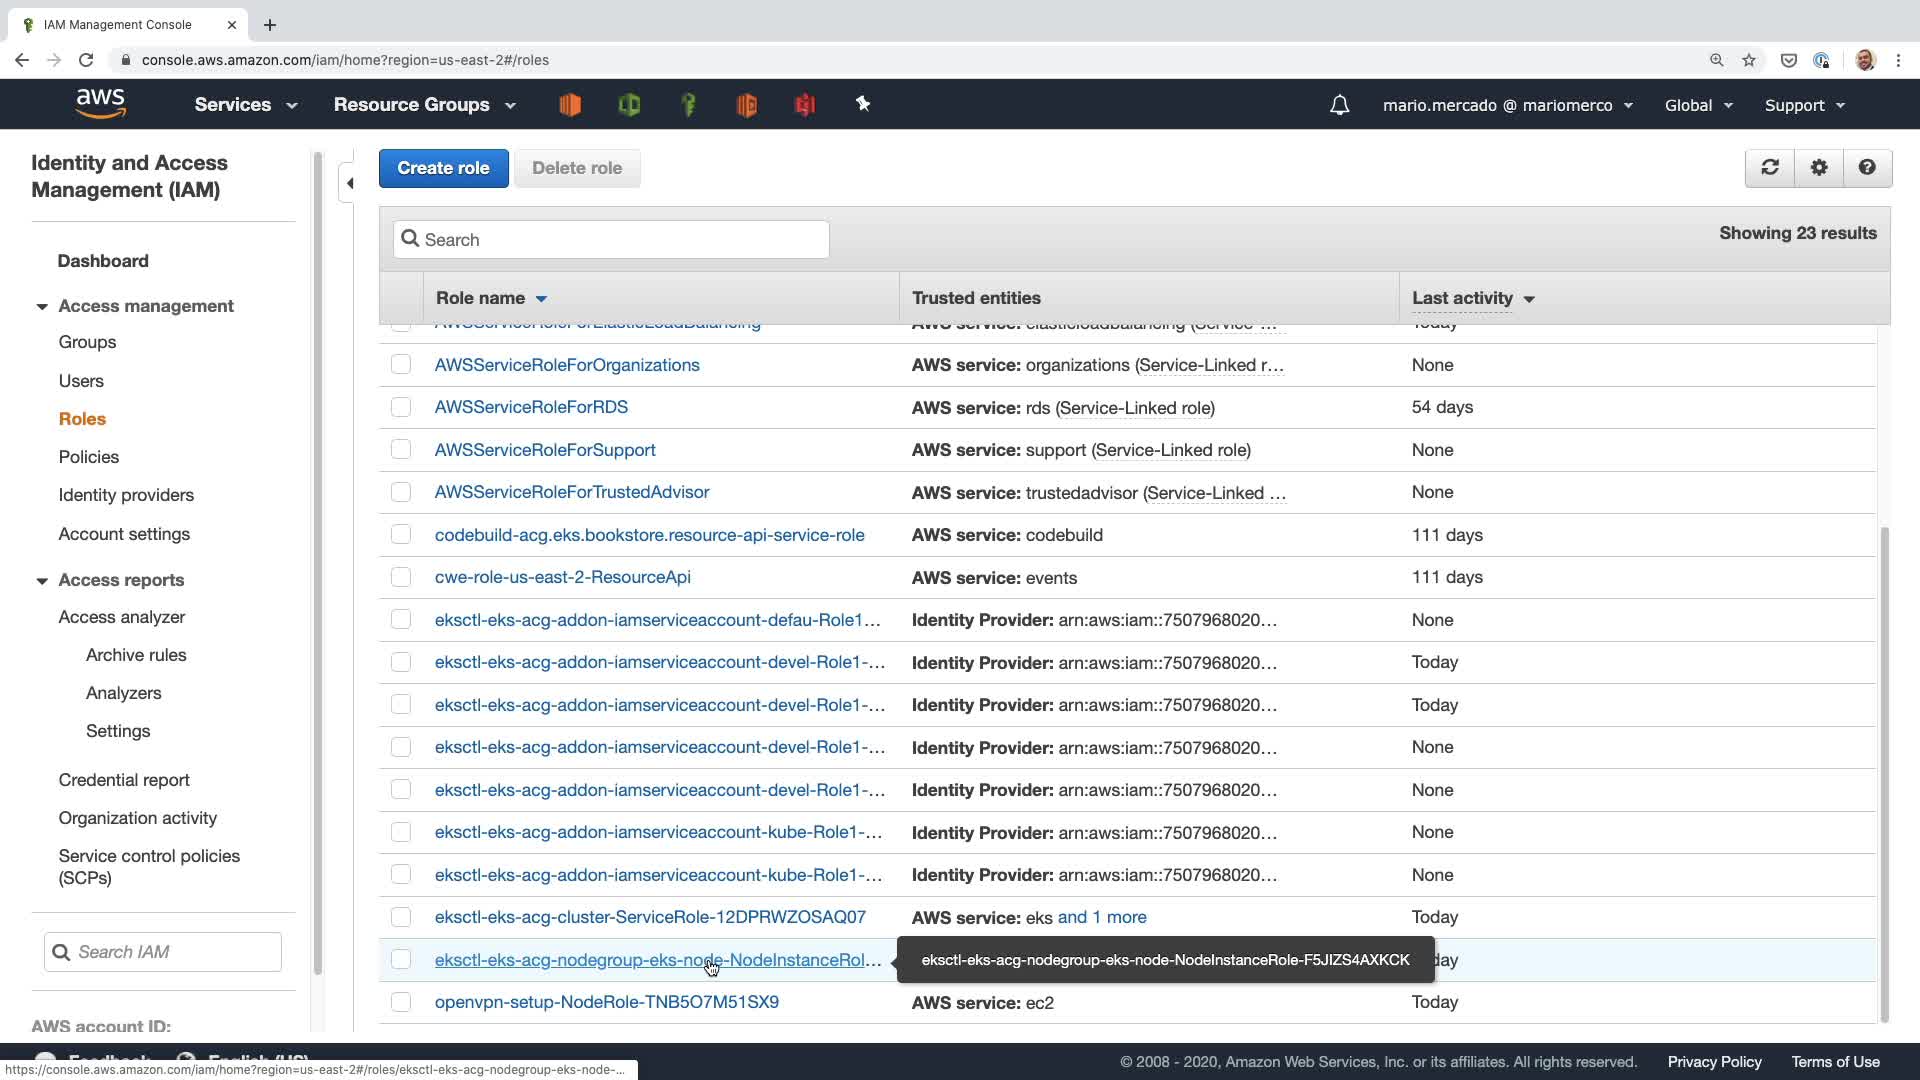 IAM Management Console
console.aws.amazon.com/iam/home?region=us-east-2#/roles
aws
Services
Resource Groups
mario.mercado @ mariomerco
Global
Support
Identity and Access
Management (IAM)
Dashboard
Access management
Groups
Users
Roles
Policies
Identity providers
Account settings
Access reports
Access analyzer
Archive rules
Analyzers
Settings
Credential report
Organization activity
Service control policies
(SCPs)
Search IAM
AWS account ID:
Create role
Delete role
Search
Showing 23 results
Role name Trusted entities Last activity
AWSServiceRoleForElasticLoadBalancing AWS service: elasticloadbalancing (Service-... Today
AWSServiceRoleForOrganizations AWS service: organizations (Service-Linked r... None
AWSServiceRoleForRDS AWS service: rds (Service-Linked role) 54 days
AWSServiceRoleForSupport AWS service: support (Service-Linked role) None
AWSServiceRoleForTrustedAdvisor AWS service: trustedadvisor (Service-Linked ... None
codebuild-acg.eks.bookstore.resource-api-service-role AWS service: codebuild 111 days
cwe-role-us-east-2-ResourceApi AWS service: events 111 days
eksctl-eks-acg-addon-iamserviceaccount-defau-Role1... Identity Provider: arn:aws:iam::7507968020... None
eksctl-eks-acg-addon-iamserviceaccount-devel-Role1-... Identity Provider: arn:aws:iam::7507968020... Today
eksctl-eks-acg-addon-iamserviceaccount-devel-Role1-... Identity Provider: arn:aws:iam::7507968020... Today
eksctl-eks-acg-addon-iamserviceaccount-devel-Role1-... Identity Provider: arn:aws:iam::7507968020... None
eksctl-eks-acg-addon-iamserviceaccount-devel-Role1-... Identity Provider: arn:aws:iam::7507968020... None
eksctl-eks-acg-addon-iamserviceaccount-kube-Role1-... Identity Provider: arn:aws:iam::7507968020... None
eksctl-eks-acg-addon-iamserviceaccount-kube-Role1-... Identity Provider: arn:aws:iam::7507968020... None
eksctl-eks-acg-cluster-ServiceRole-12DPRWZOSAQ07 AWS service: eks and 1 more Today
eksctl-eks-acg-nodegroup-eks-node-NodeInstanceRol... eksctl-eks-acg-nodegroup-eks-node-NodeInstanceRole-F5JIZS4AXKCK day
openvpn-setup-NodeRole-TNB5O7M51SX9 AWS service: ec2 Today
Feedback English (US)
© 2008 - 2020, Amazon Web Services, Inc. or its affiliates. All rights reserved. Privacy Policy Terms of Use
https://console.aws.amazon.com/iam/home?region=us-east-2#/roles/eksctl-eks-acg-nodegroup-eks-node-...